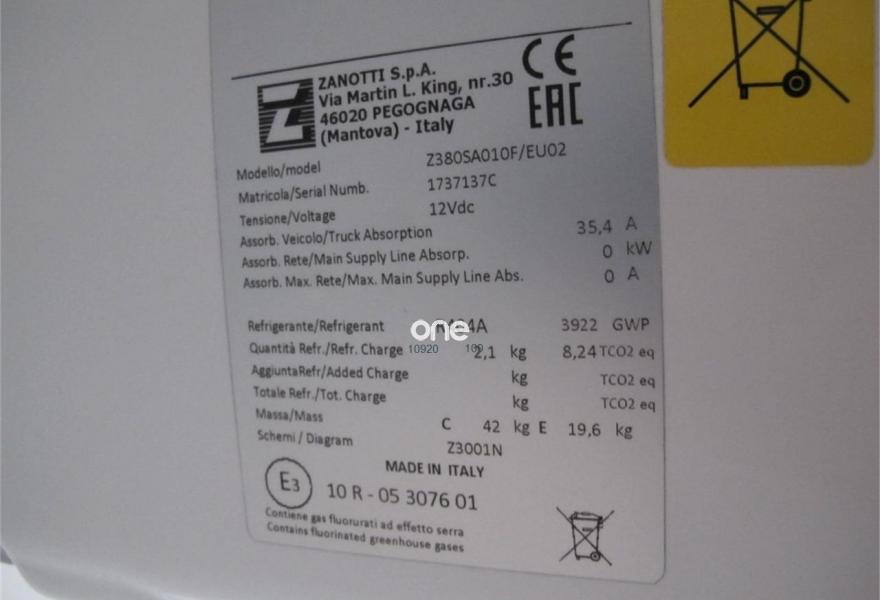 ZANOTTI S.p.A.
Via Martin L. King, nr.30
46020 PEGOGNAGA
(Mantova) - Italy
CE
EAC
Modello/model Z380SA010F/EU02
Matricola/Serial Numb. 1737137C
Tensione/Voltage 12Vdc
Assorb. Veicolo/Truck Absorption 35,4 A
Assorb. Rete/Main Supply Line Absorp. 0 kW
Assorb. Max. Rete/Max. Main Supply Line Abs. 0 A
Refrigerante/Refrigerant 3922 GWP
one
Quantità Refr./Refr. Charge 2,1 kg 8,24 TCO2 eq
10920
AggiuntaRefr/Added Charge kg TCO2 eq
Totale Refr./Tot. Charge kg TCO2 eq
Massa/Mass C 42 kg E 19,6 kg
Schemi / Diagram Z3001N
MADE IN ITALY
E3 10 R - 05 3076 01
Contiene gas fluorurati ad effetto serra
Contains fluorinated greenhouse gases